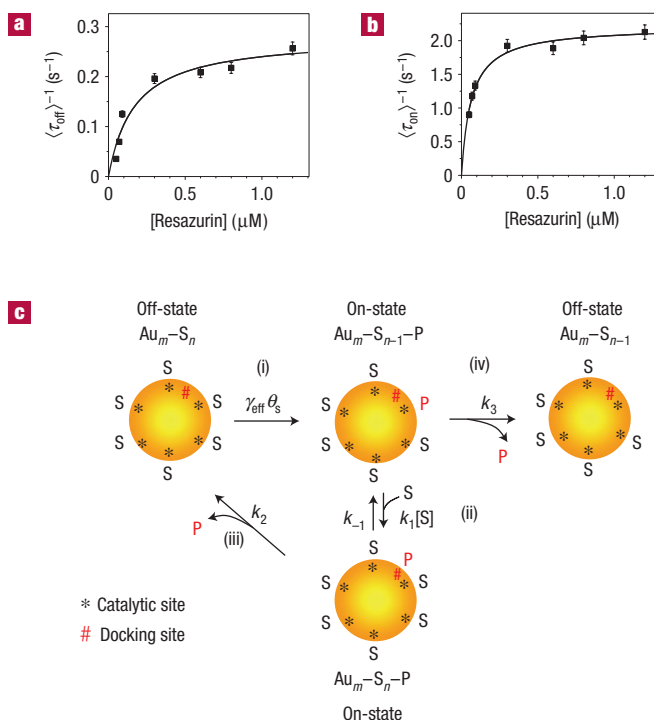 a
b
0.3
0.2
0.1
0
⟨τoff⟩⁻¹ (s⁻¹)
0
0.6
1.0
[Resazurin] (μM)
2.0
1.5
1.0
0.5
0
⟨τon⟩⁻¹ (s⁻¹)
0
0.6
1.0
[Resazurin] (μM)
c
Off-state
Auₘ–Sₙ
On-state
Auₘ–Sₙ₋₁–P
Off-state
Auₘ–Sₙ₋₁
S S S S S S
#
* * * * * *
(i)
γeff θs
S S S S S
P
#
* * * * * *
(iv)
k₃
P
S S S S S
#
* * * * * *
k₋₁
S
k₁[S]
(ii)
k₂
P
(iii)
S S S S S S
P
#
* * * * * *
Auₘ–Sₙ–P
On-state
* Catalytic site
# Docking site